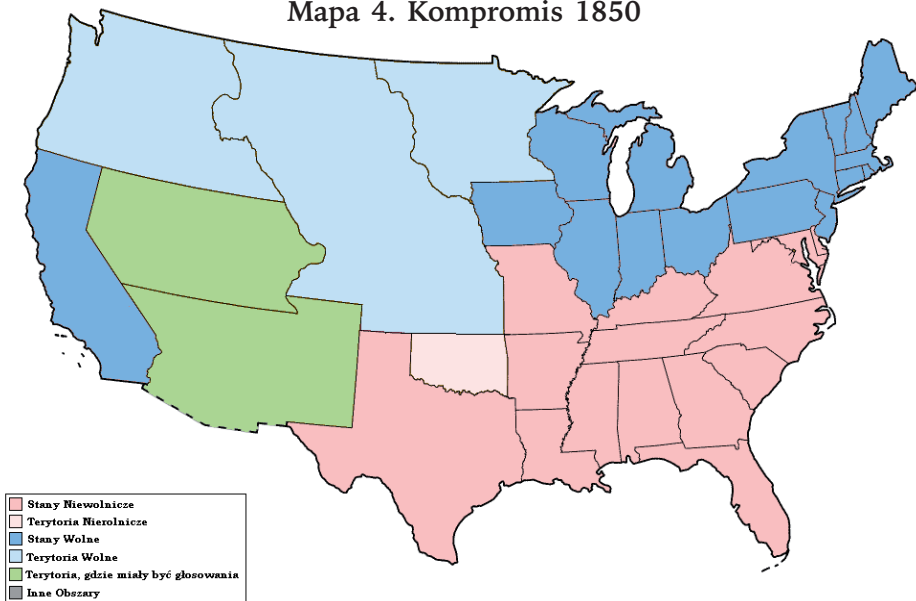 Mapa 4. Kompromis 1850
Stany Niewolnicze
Terytoria Nierolnicze
Stany Wolne
Terytoria Wolne
Terytoria, gdzie miały być głosowania
Inne Obszary